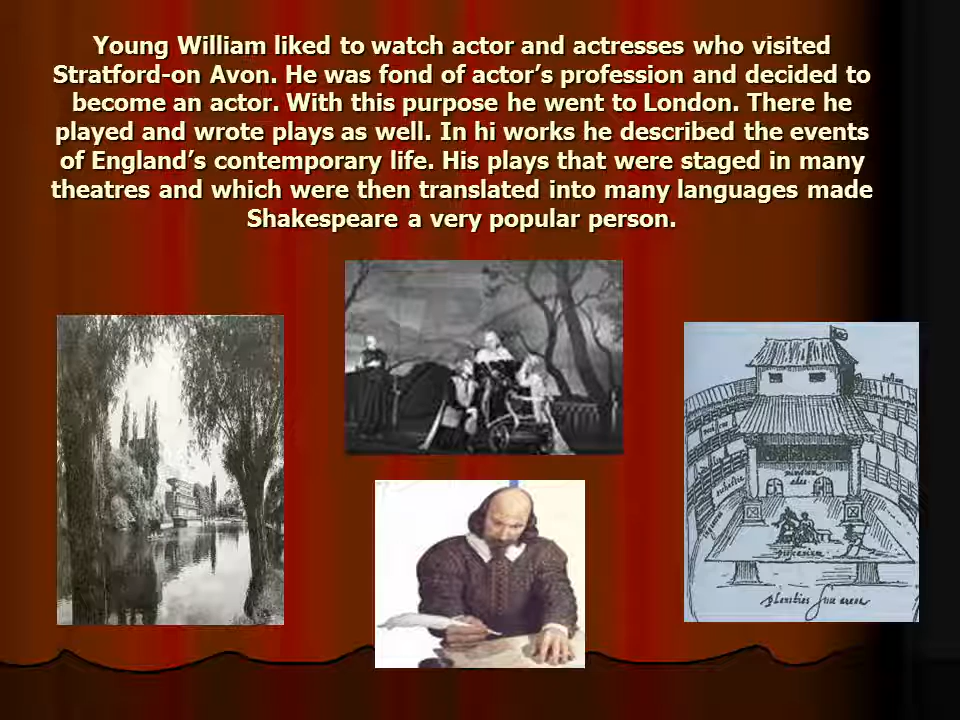 Young William liked to watch actor and actresses who visited
Stratford-on Avon. He was fond of actor’s profession and decided to
become an actor. With this purpose he went to London. There he
played and wrote plays as well. In hi works he described the events
of England’s contemporary life. His plays that were staged in many
theatres and which were then translated into many languages made
Shakespeare a very popular person.
orchestra
proscenium